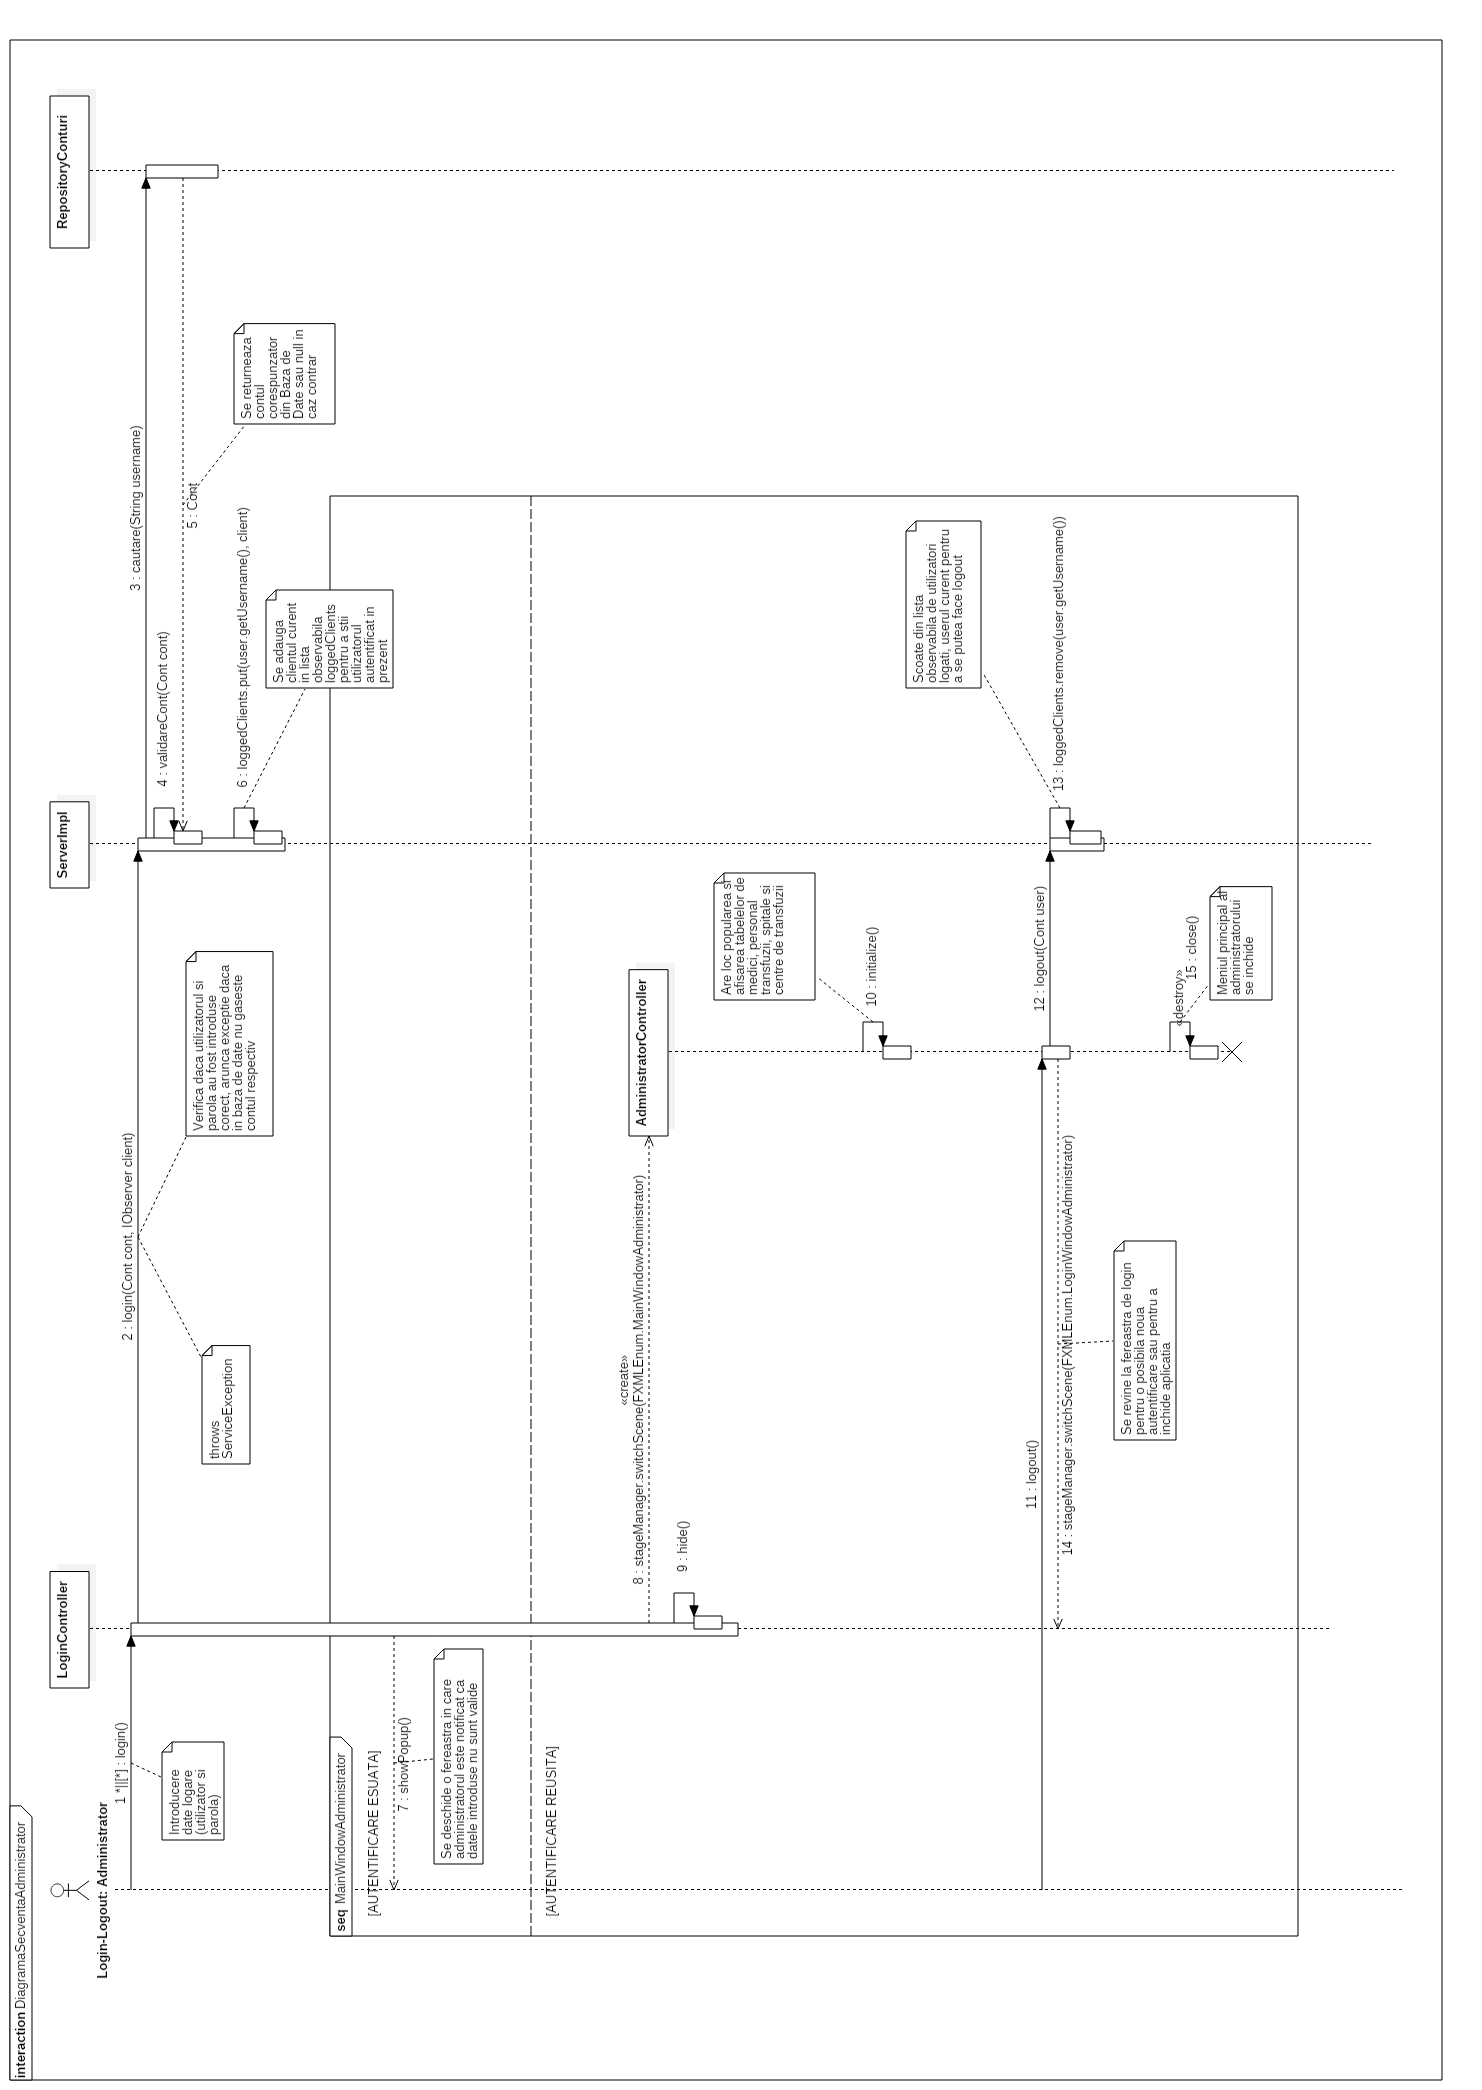 interaction DiagramaSecventaAdministrator
Login-Logout: Administrator
LoginController
ServerImpl
RepositoryConturi
1 *||[*] : login()
Introducere
date logare
(utilizator si
parola)
2 : login(Cont cont, IObserver client)
throws
ServiceException
Verifica daca utilizatorul si
parola au fost introduse
corect, arunca exceptie daca
in baza de date nu gaseste
contul respectiv
3 : cautare(String username)
4 : validareCont(Cont cont)
5 : Cont
Se returneaza
contul
corespunzator
din Baza de
Date sau null in
caz contrar
6 : loggedClients.put(user.getUsername(), client)
Se adauga
clientul curent
in lista
observabila
loggedClients
pentru a stii
utilizatorul
autentificat in
prezent
seq MainWindowAdministrator
[AUTENTIFICARE ESUATA]
7 : showPopup()
Se deschide o fereastra in care
administratorul este notificat ca
datele introduse nu sunt valide
[AUTENTIFICARE REUSITA]
«create»
8 : stageManager.switchScene(FXMLEnum.MainWindowAdministrator)
AdministratorController
9 : hide()
Are loc popularea si
afisarea tabelelor de
medici, personal
transfuzii, spitale si
centre de transfuzii
10 : initialize()
11 : logout()
12 : logout(Cont user)
Scoate din lista
observabila de utilizatori
logati, userul curent pentru
a se putea face logout
13 : loggedClients.remove(user.getUsername())
14 : stageManager.switchScene(FXMLEnum.LoginWindowAdministrator)
Se revine la fereastra de login
pentru o posibila noua
autentificare sau pentru a
inchide aplicatia
«destroy»
15 : close()
Meniul principal al
administratorului
se inchide